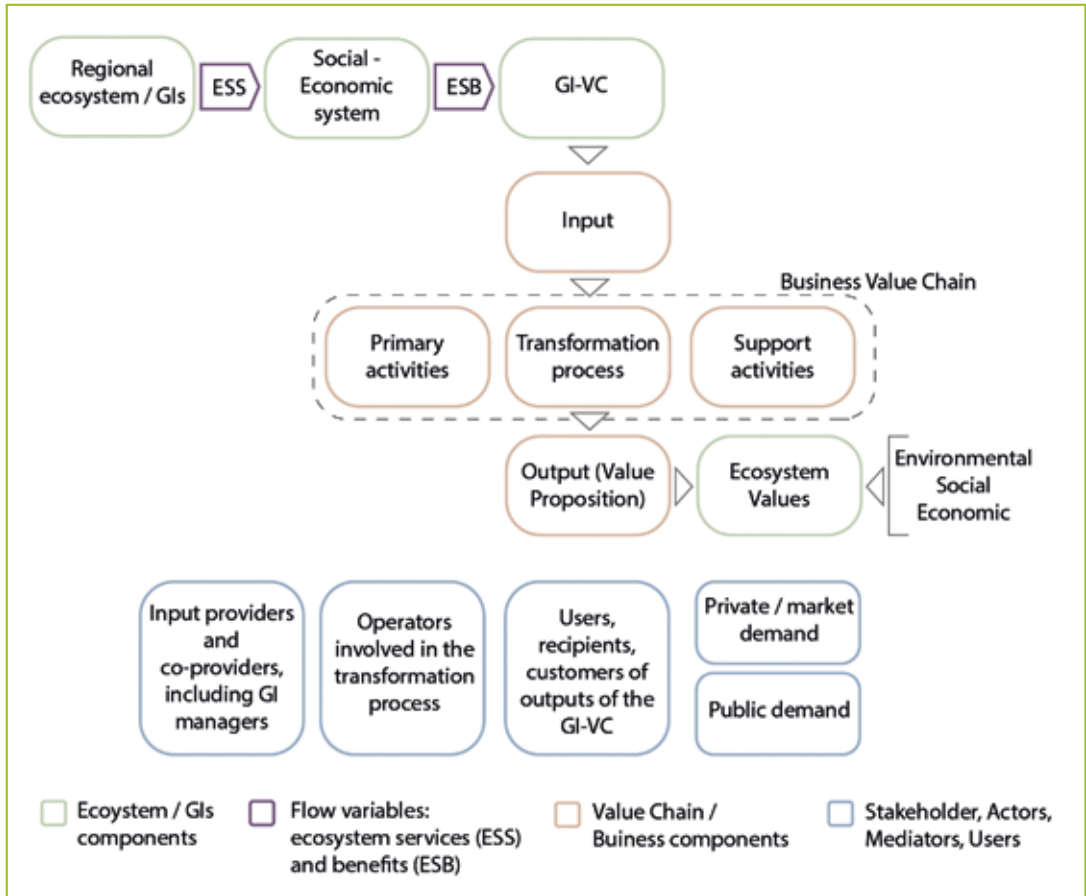 Regional
ecosystem / GIs
ESS
Social -
Economic
system
ESB
GI-VC
Input
Business Value Chain
Primary
activities
Transformation
process
Support
activities
Output (Value
Proposition)
Ecosystem
Values
Environmental
Social
Economic
Input providers
and
co-providers,
including GI
managers
Operators
involved in the
transformation
process
Users,
recipients,
customers of
outputs of the
GI-VC
Private / market
demand
Public demand
Ecoystem / GIs
components
Flow variables:
ecosystem services (ESS)
and benefits (ESB)
Value Chain /
Buiness components
Stakeholder, Actors,
Mediators, Users